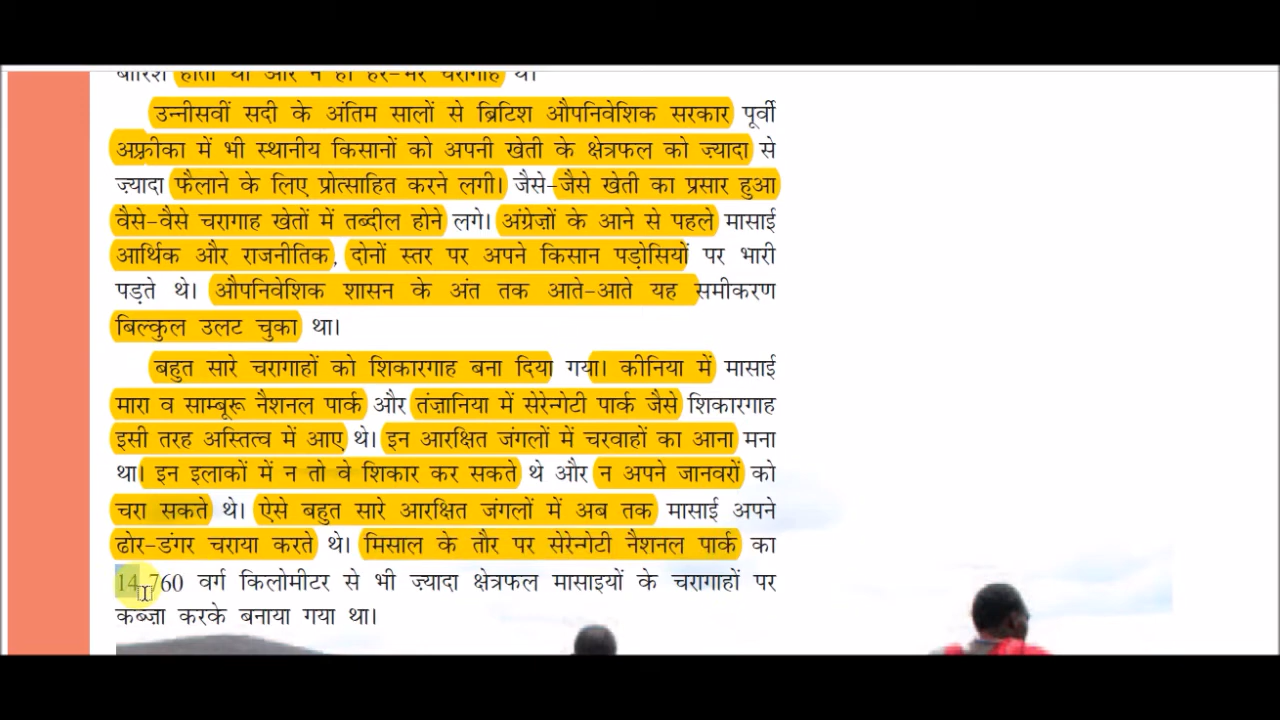 बारिश होती थी और न ही हरे-भरे चरागाह थे।
उन्नीसवीं सदी के अंतिम सालों से ब्रिटिश औपनिवेशिक सरकार पूर्वी
अफ़्रीका में भी स्थानीय किसानों को अपनी खेती के क्षेत्रफल को ज़्यादा से
ज़्यादा फैलाने के लिए प्रोत्साहित करने लगी। जैसे-जैसे खेती का प्रसार हुआ
वैसे-वैसे चरागाह खेतों में तब्दील होने लगे। अंग्रेज़ों के आने से पहले मासाई
आर्थिक और राजनीतिक, दोनों स्तर पर अपने किसान पड़ोसियों पर भारी
पड़ते थे। औपनिवेशिक शासन के अंत तक आते-आते यह समीकरण
बिल्कुल उलट चुका था।
बहुत सारे चरागाहों को शिकारगाह बना दिया गया। कीनिया में मासाई
मारा व साम्बूरू नैशनल पार्क और तंज़ानिया में सेरेन्गेटी पार्क जैसे शिकारगाह
इसी तरह अस्तित्व में आए थे। इन आरक्षित जंगलों में चरवाहों का आना मना
था। इन इलाकों में न तो वे शिकार कर सकते थे और न अपने जानवरों को
चरा सकते थे। ऐसे बहुत सारे आरक्षित जंगलों में अब तक मासाई अपने
ढोर-डंगर चराया करते थे। मिसाल के तौर पर सेरेन्गेटी नैशनल पार्क का
14,760 वर्ग किलोमीटर से भी ज़्यादा क्षेत्रफल मासाइयों के चरागाहों पर
कब्ज़ा करके बनाया गया था।